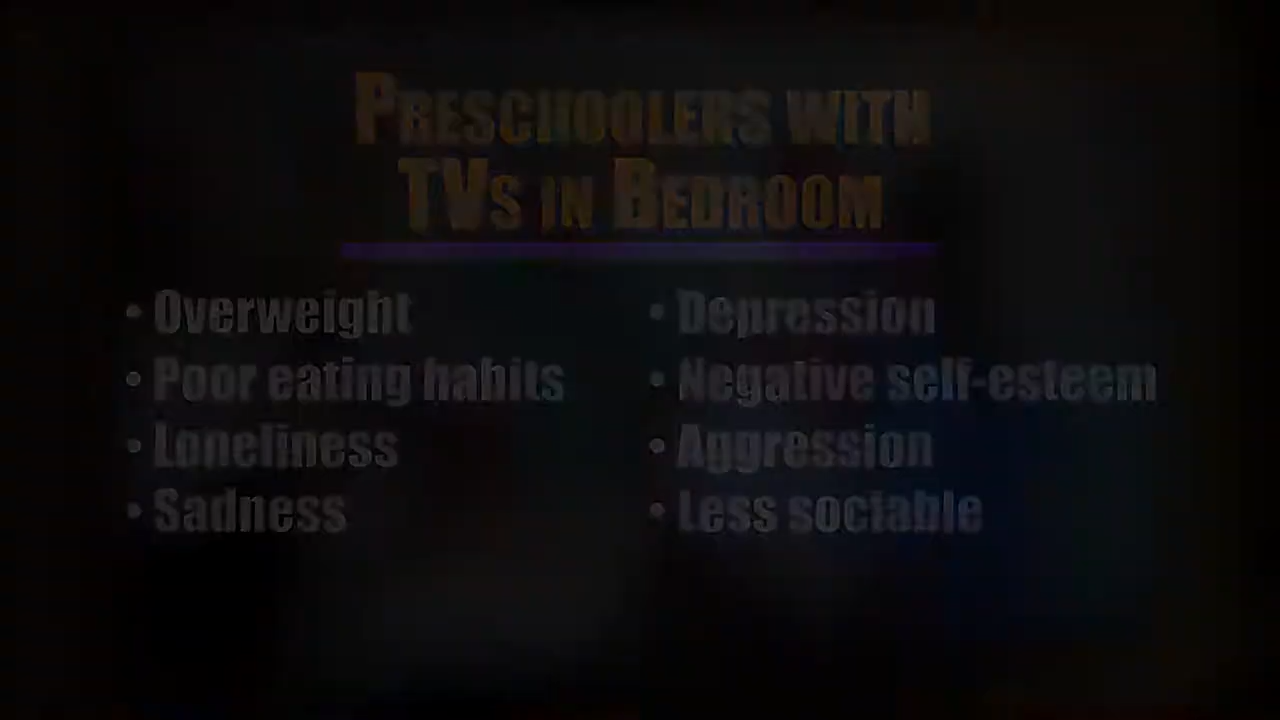 PRESCHOOLERS WITH
TVS IN BEDROOM
• Overweight
• Poor eating habits
• Loneliness
• Sadness
• Depression
• Negative self-esteem
• Aggression
• Less sociable